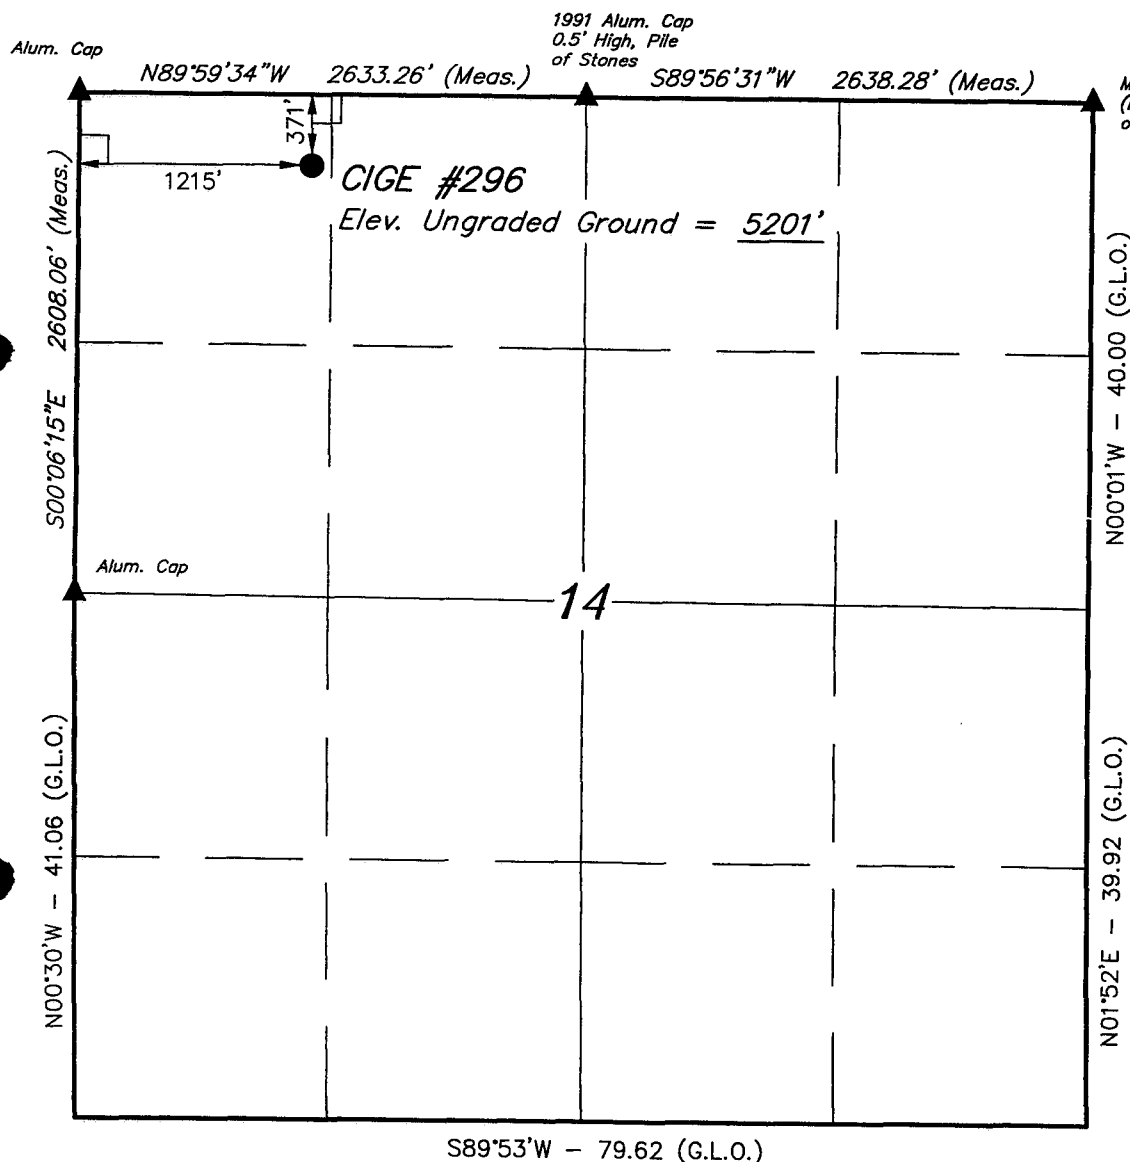 1991 Alum. Cap
0.5' High, Pile
of Stones
Alum. Cap
N89°59'34"W 2633.26' (Meas.)
S89°56'31"W 2638.28' (Meas.)
371'
1215'
CIGE #296
Elev. Ungraded Ground = 5201'
S00°06'15"E 2608.06' (Meas.)
N00°01'W - 40.00 (G.L.O.)
Alum. Cap
14
N00°30'W - 41.06 (G.L.O.)
N01°52'E - 39.92 (G.L.O.)
S89°53'W - 79.62 (G.L.O.)